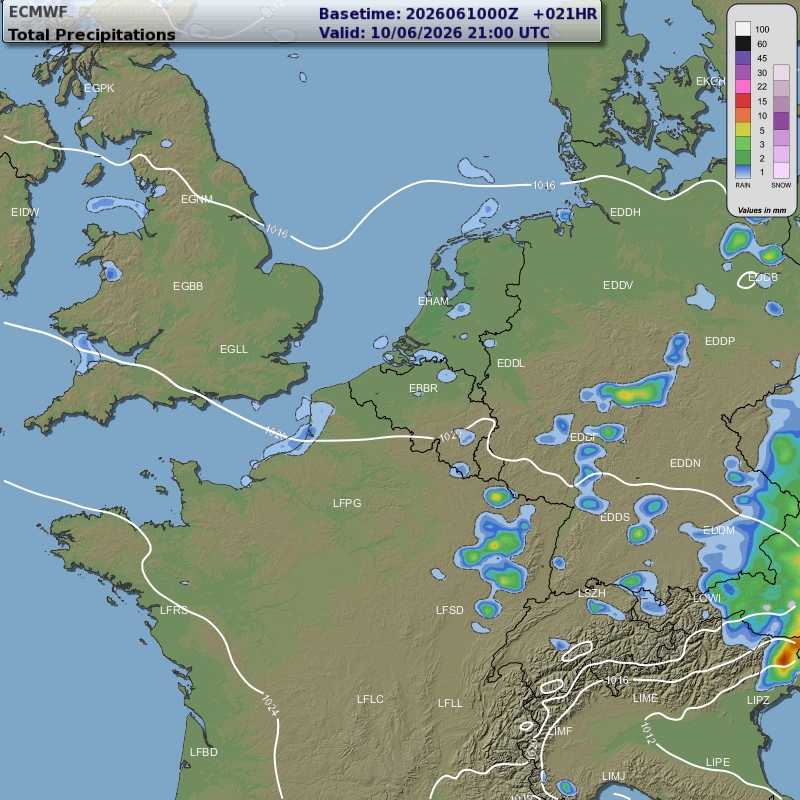 ECMWF
Basetime: 2026061000Z +021HR
Total Precipitations
Valid: 10/06/2026 21:00 UTC
100
60
45
30
22
15
10
5
3
2
1
RAIN SNOW
Values in mm
EGPK
EKCH
1016
EIDW
EGNM
EDDH
1016
EDDB
EGBB
EDDV
EHAM
EDDP
EGLL
EDDL
EBBR
1020
EDDF
EDDN
LFPG
EDDS
EDDM
LSZH
LOWI
LFRS
LFSD
1016
LFLC
LFLL
LIME
LIPZ
1024
LIMF
1012
LFBD
LIPE
LIMJ
1016